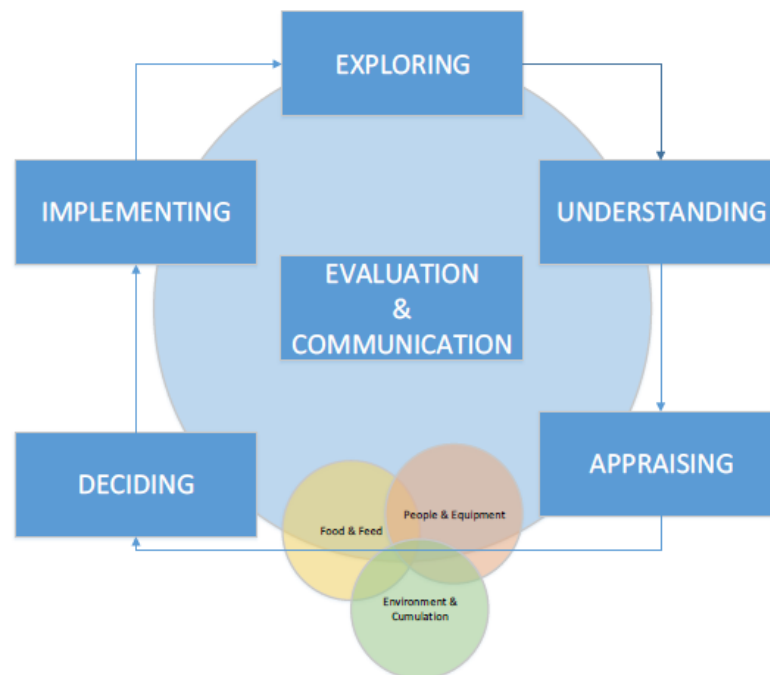 EXPLORING
IMPLEMENTING
UNDERSTANDING
EVALUATION
&
COMMUNICATION
DECIDING
APPRAISING
People & Equipment
Food & Feed
Environment &
Cumulation